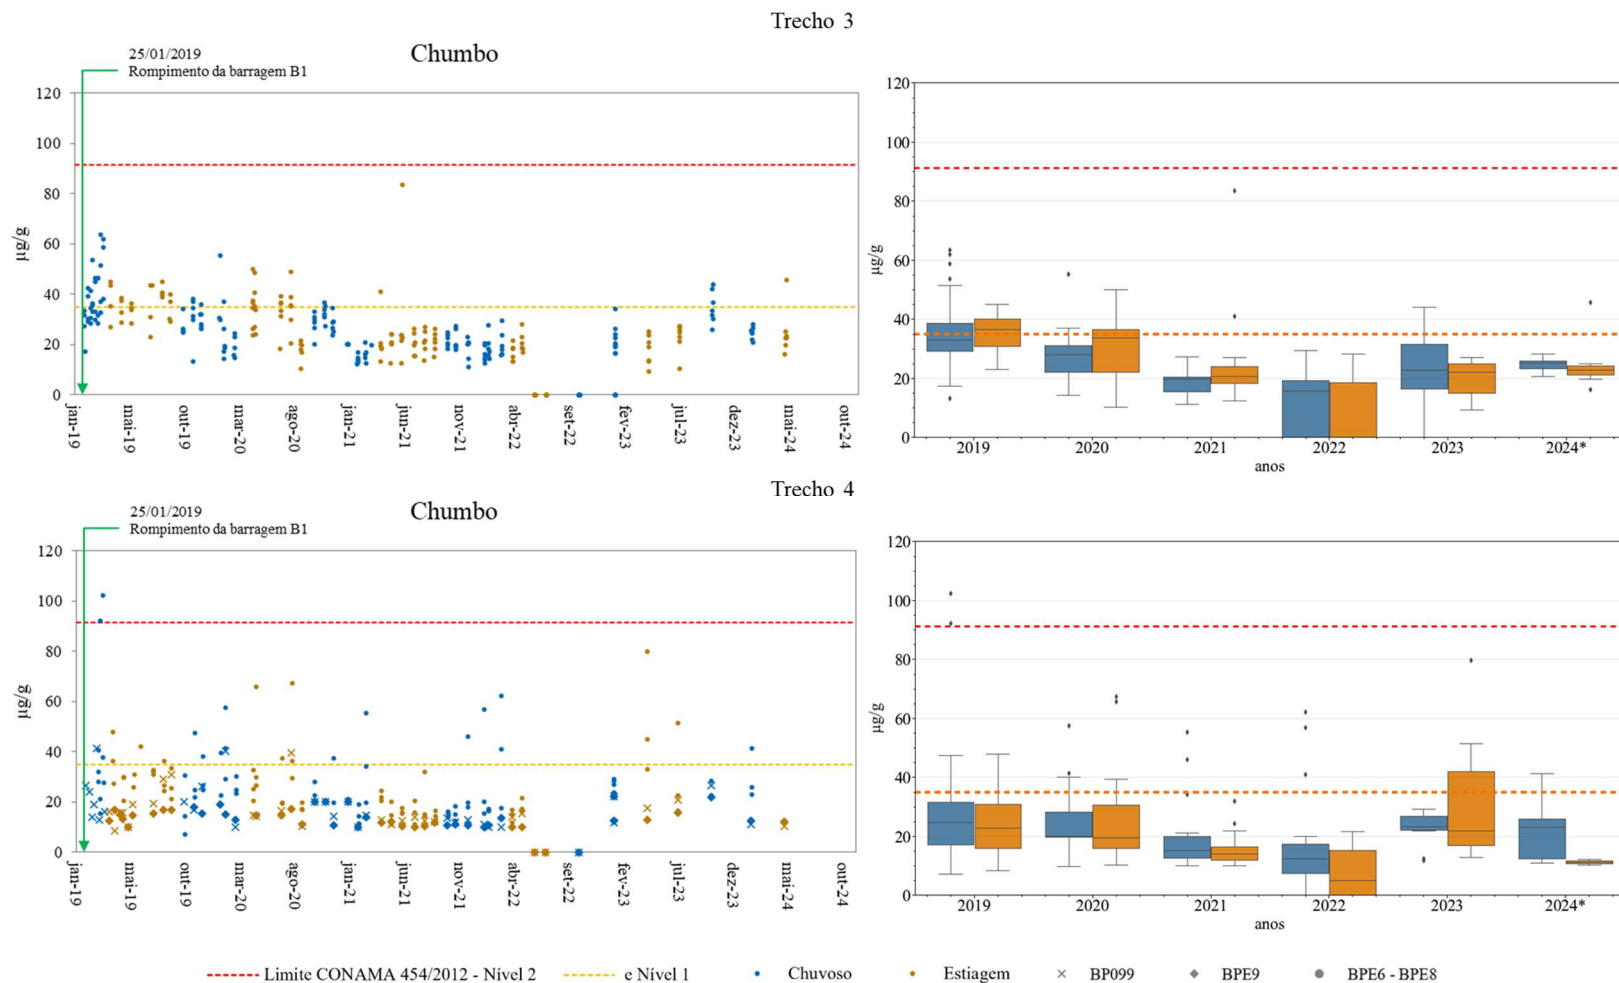 Trecho 3
25/01/2019
Rompimento da barragem B1
Chumbo
120
100
80
60
40
20
0
µg/g
jan-19
mai-19
out-19
mar-20
ago-20
jan-21
jun-21
nov-21
abr-22
set-22
fev-23
jul-23
dez-23
mai-24
out-24
120
100
80
60
40
20
0
µg/g
2019
2020
2021
2022
2023
2024*
anos
Trecho 4
25/01/2019
Rompimento da barragem B1
Chumbo
120
100
80
60
40
20
0
µg/g
jan-19
mai-19
out-19
mar-20
ago-20
jan-21
jun-21
nov-21
abr-22
set-22
fev-23
jul-23
dez-23
mai-24
out-24
120
100
80
60
40
20
0
µg/g
2019
2020
2021
2022
2023
2024*
anos
Limite CONAMA 454/2012 - Nível 2
e Nível 1
Chuvoso
Estiagem
BP099
BPE9
BPE6 - BPE8